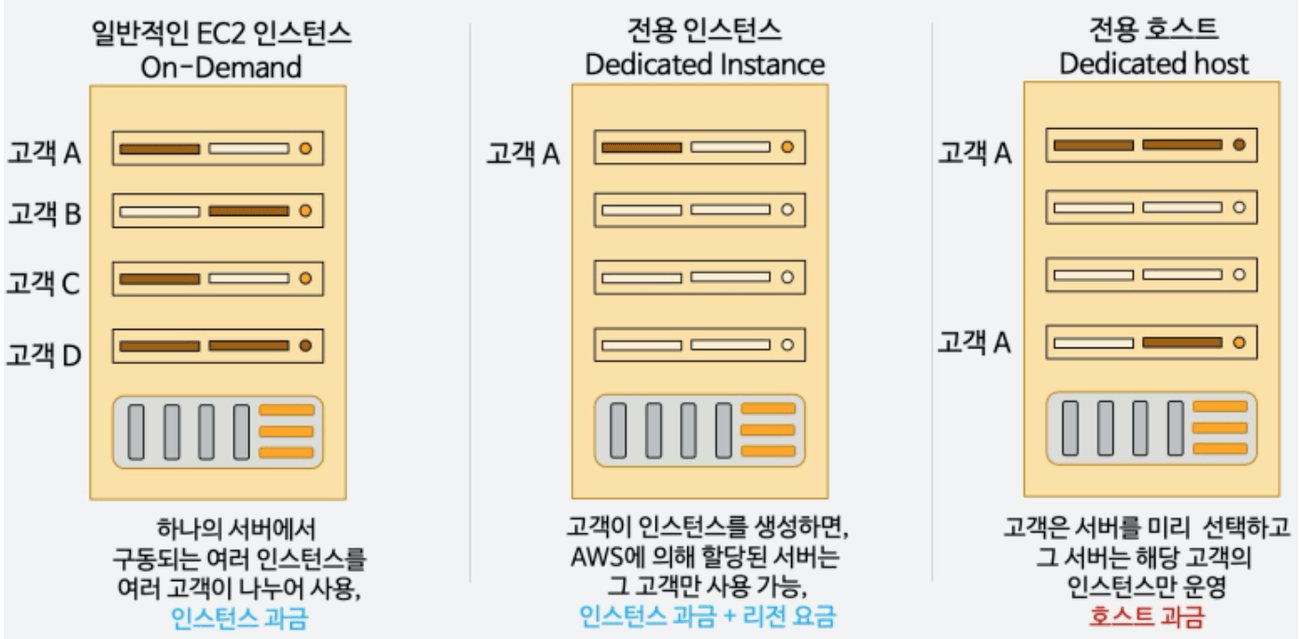 일반적인 EC2 인스턴스
On-Demand
고객 A
고객 B
고객 C
고객 D
하나의 서버에서
구동되는 여러 인스턴스를
여러 고객이 나누어 사용,
인스턴스 과금
전용 인스턴스
Dedicated Instance
고객 A
고객이 인스턴스를 생성하면,
AWS에 의해 할당된 서버는
그 고객만 사용 가능,
인스턴스 과금 + 리전 요금
전용 호스트
Dedicated host
고객 A
고객 A
고객은 서버를 미리 선택하고
그 서버는 해당 고객의
인스턴스만 운영
호스트 과금